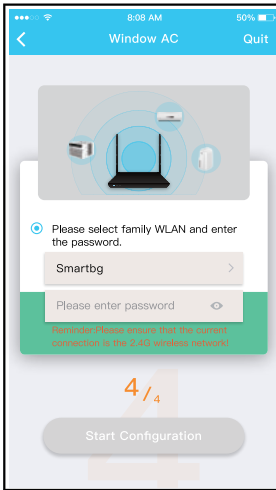 8:08 AM
50%
Window AC
Quit
Please select family WLAN and enter
the password.
Smartbg
Please enter password
Reminder:Please ensure that the current
connection is the 2.4G wireless network!
4/4
4
Start Configuration